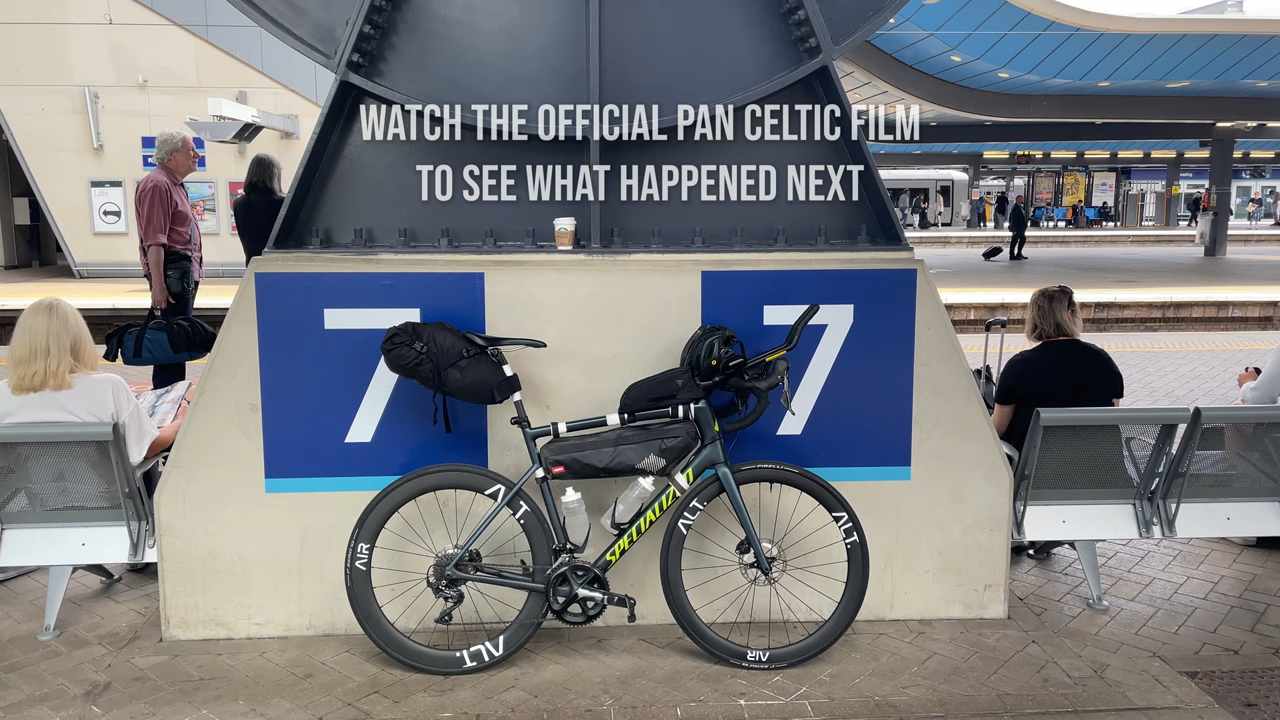 WATCH THE OFFICIAL PAN CELTIC FILM
TO SEE WHAT HAPPENED NEXT
7
7
SPECIALIZED
ALT.
AIR
ALT.
ALT.
ALT.
AIR
PIRELLI